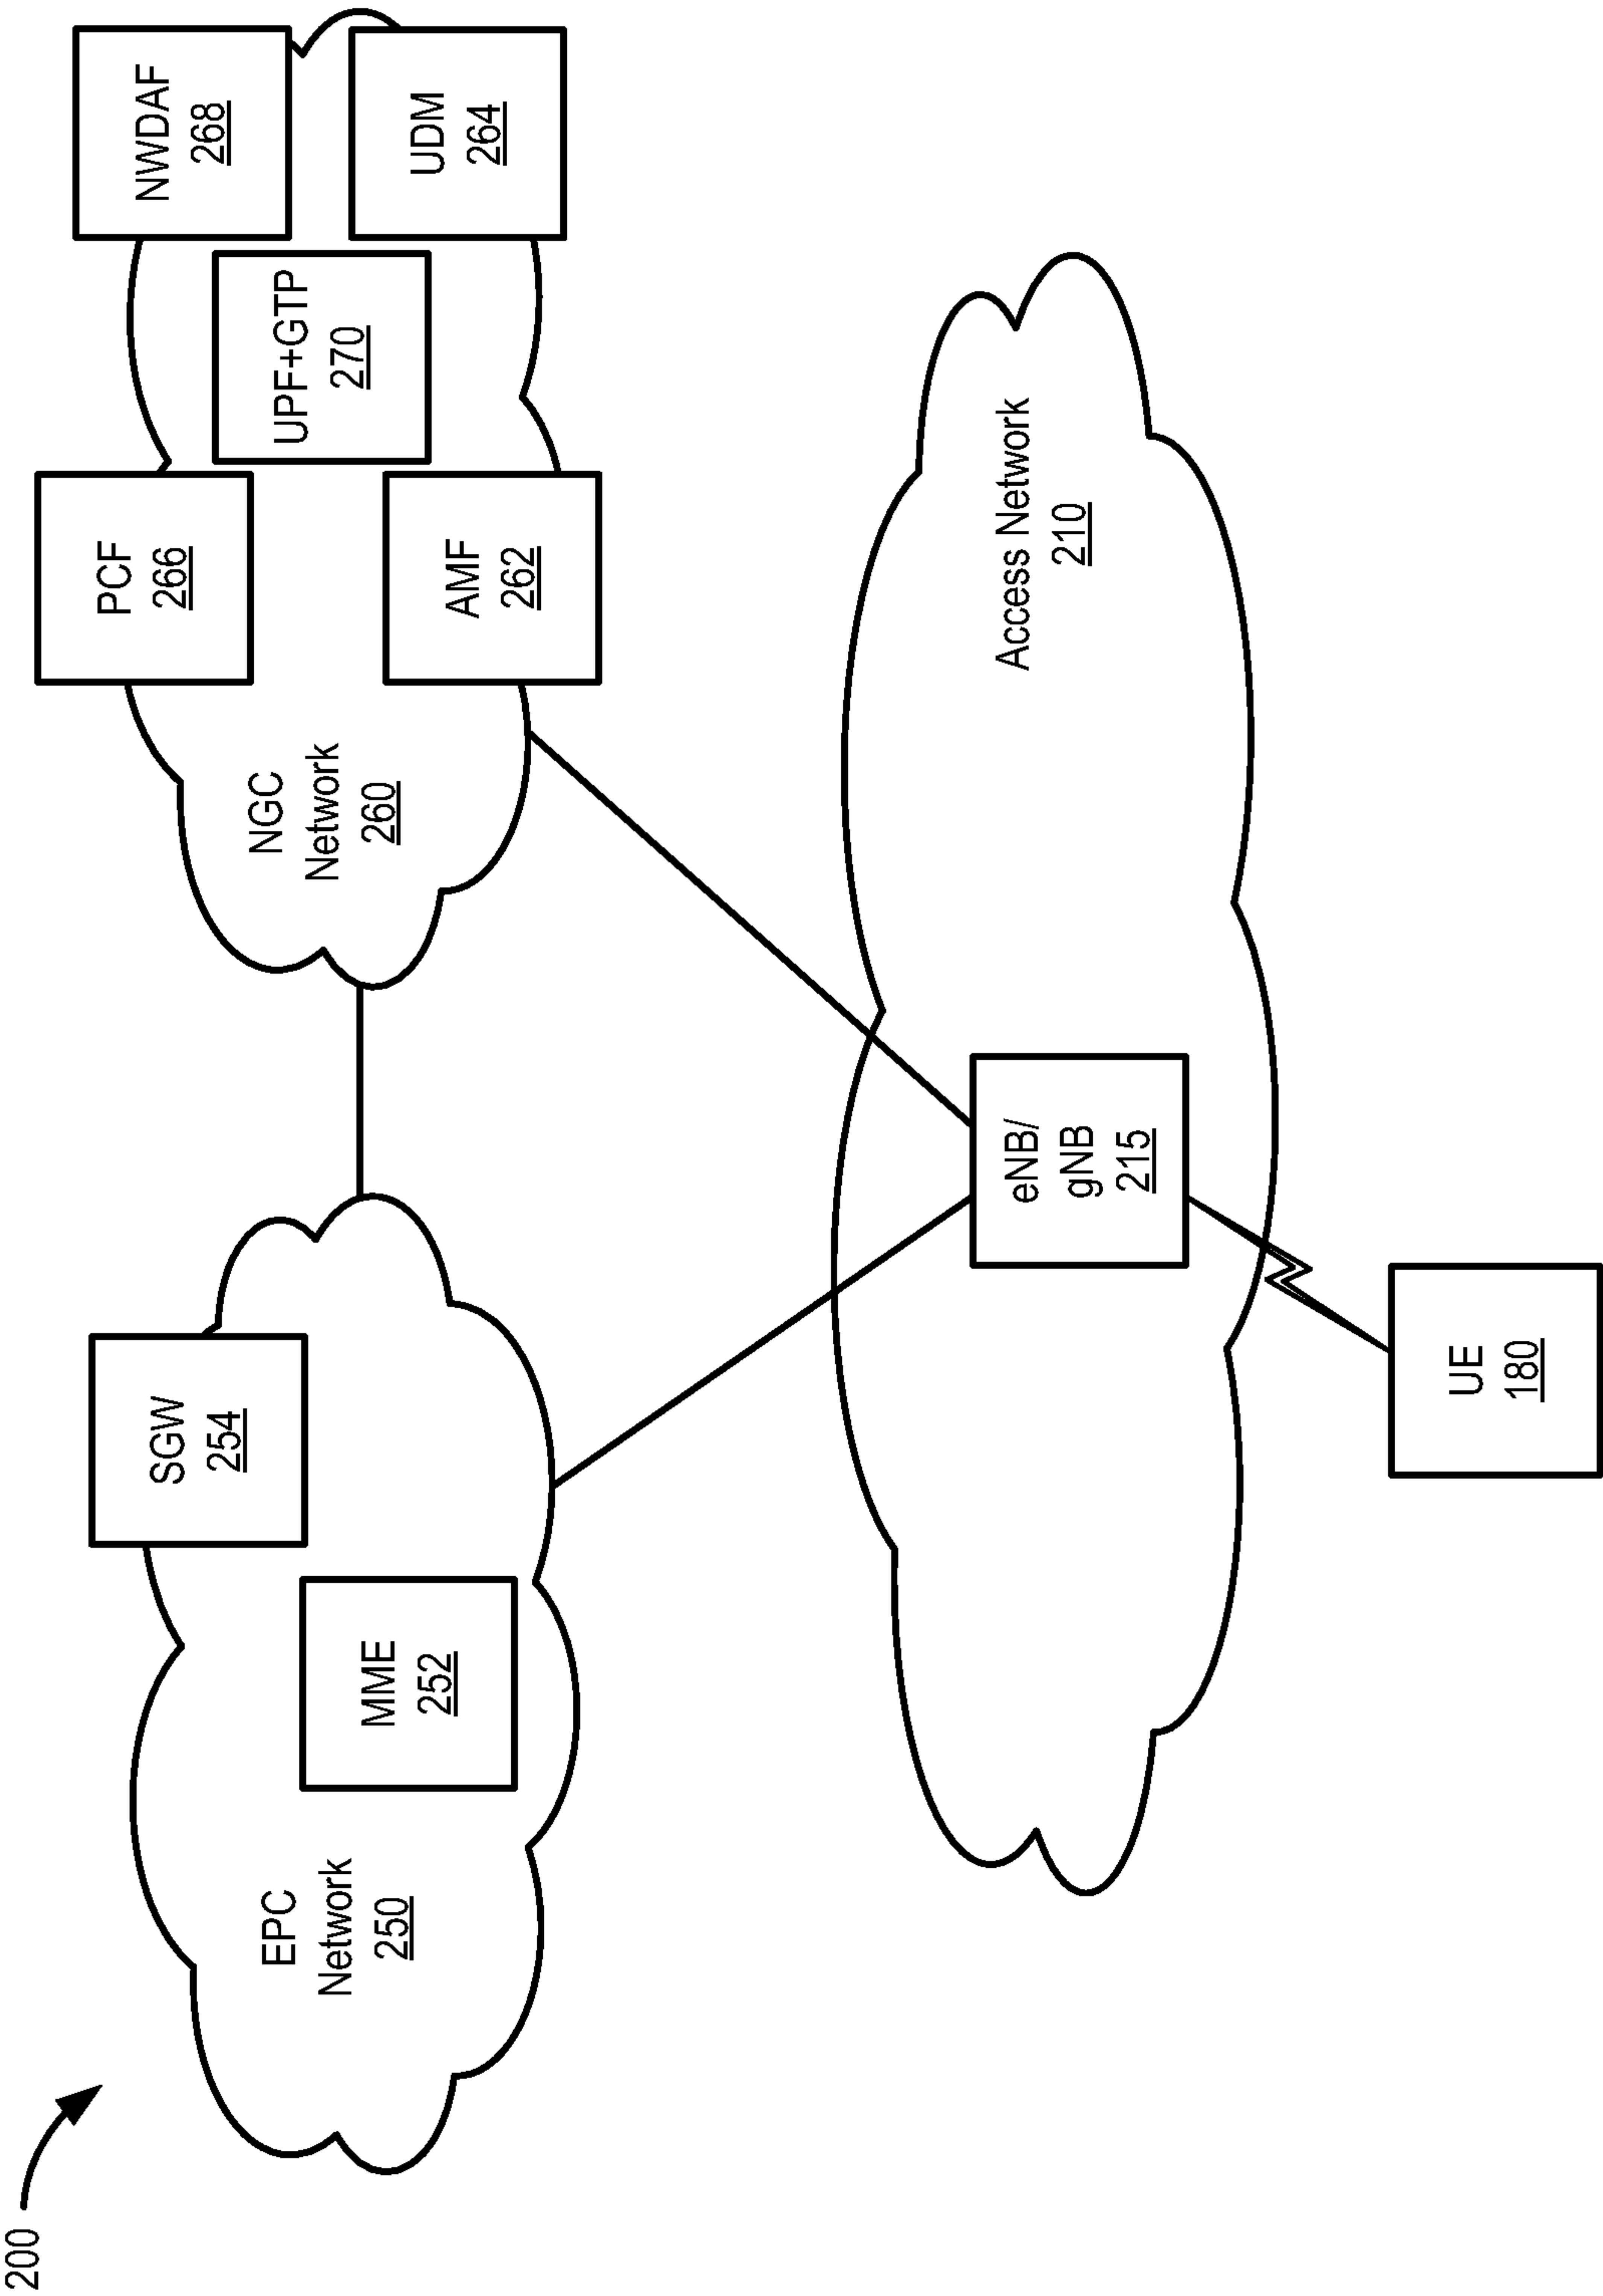 200
EPC
Network
250
MME
252
SGW
254
NGC
Network
260
PCF
266
AMF
262
UPF+GTP
270
NWDAF
268
UDM
264
Access Network
210
eNB/
gNB
215
UE
180